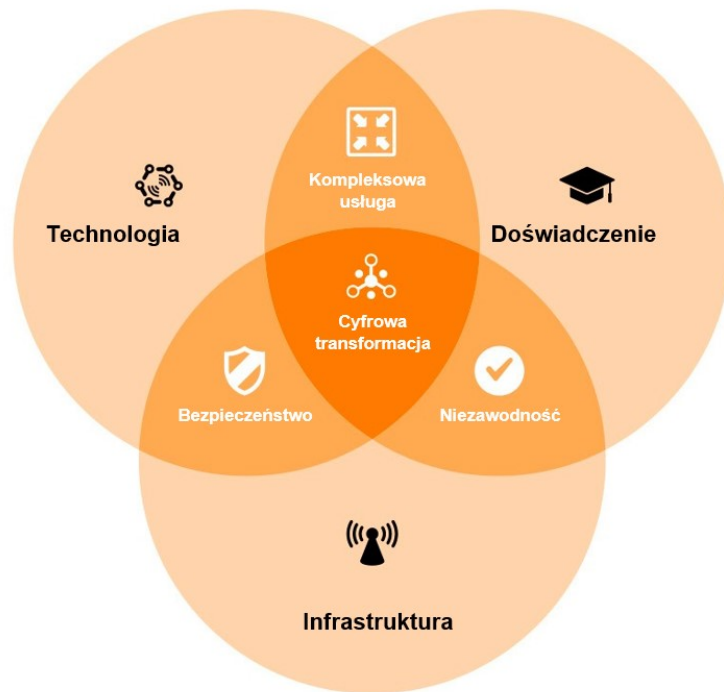 Kompleksowa
usługa
Technologia
Doświadczenie
Cyfrowa
transformacja
Bezpieczeństwo
Niezawodność
Infrastruktura